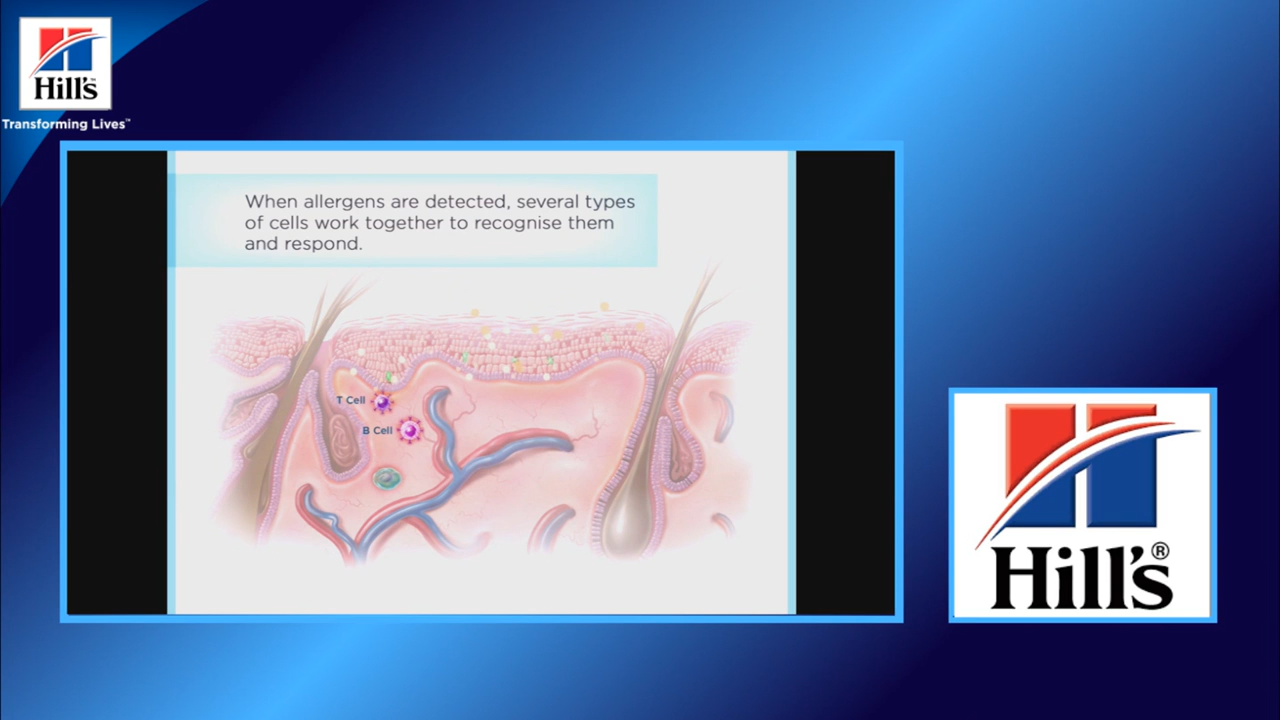 Hill's™
Transforming Lives™
When allergens are detected, several types
of cells work together to recognise them
and respond.
T Cell
B Cell
Hill's®